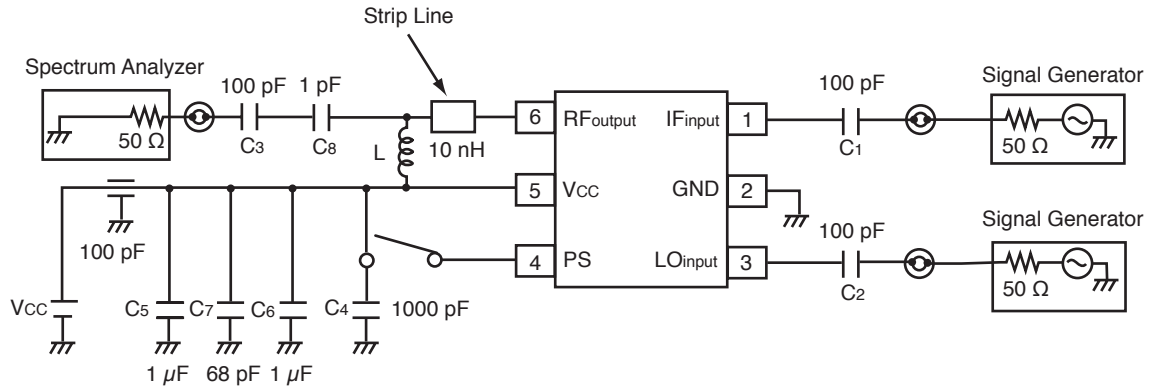 Strip Line
Spectrum Analyzer
100 pF
1 pF
50 Ω
C3
C8
L
10 nH
6
RFoutput
IFinput
1
100 pF
C1
Signal Generator
50 Ω
5
VCC
GND
2
100 pF
4
PS
LOinput
3
100 pF
C2
Signal Generator
50 Ω
VCC
C5
C7
C6
C4
1000 pF
1 µF
68 pF
1 µF